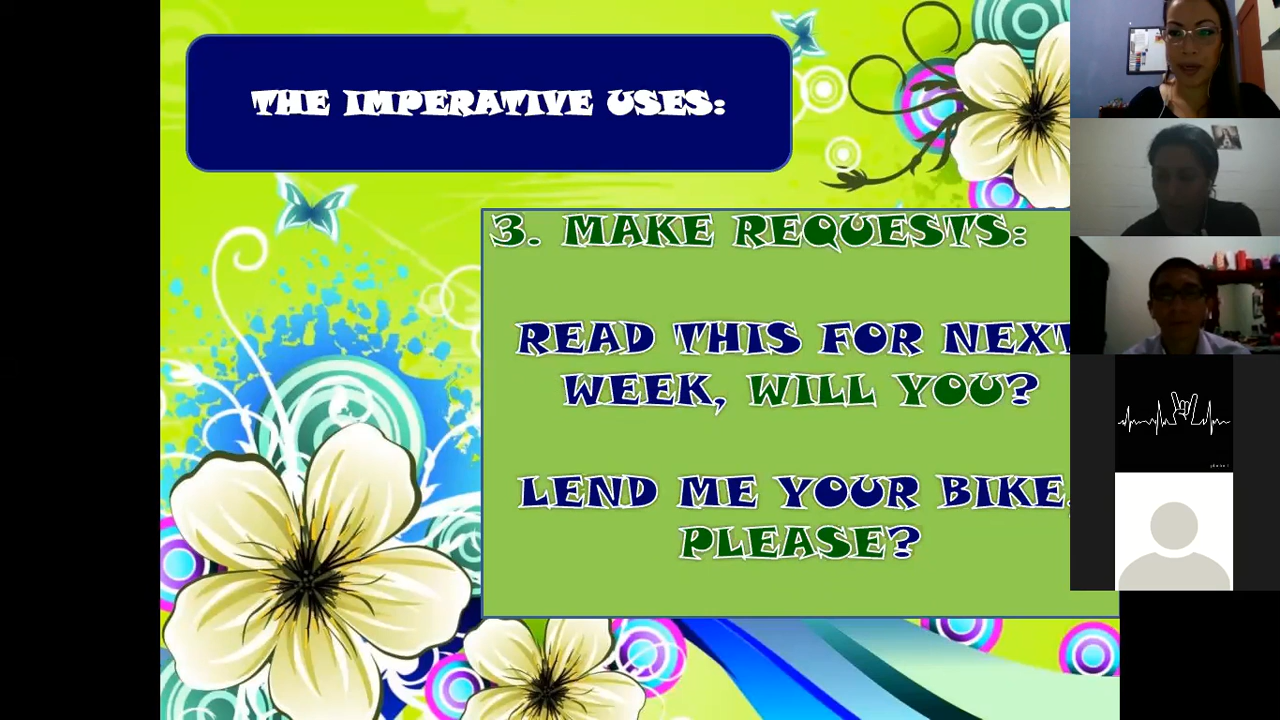 THE IMPERATIVE USES:
3. MAKE REQUESTS:
READ THIS FOR NEXT
WEEK, WILL YOU?
LEND ME YOUR BIKE,
PLEASE?